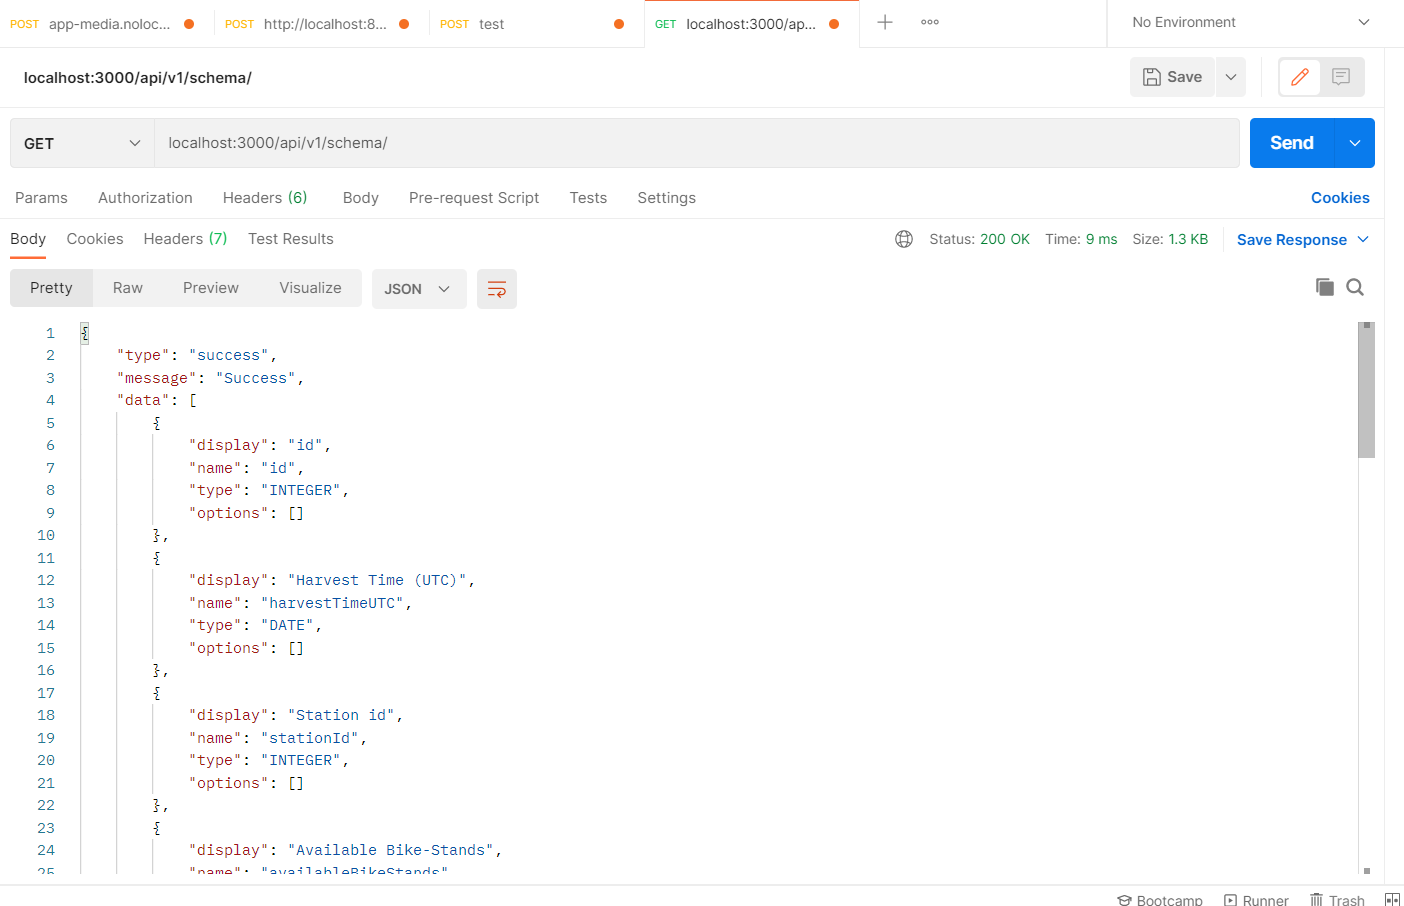 POST app-media.noloc... POST http://localhost:8... POST test GET localhost:3000/ap... No Environment
localhost:3000/api/v1/schema/ Save
GET localhost:3000/api/v1/schema/ Send
Params Authorization Headers (6) Body Pre-request Script Tests Settings Cookies
Body Cookies Headers (7) Test Results Status: 200 OK Time: 9 ms Size: 1.3 KB Save Response
Pretty Raw Preview Visualize JSON
1 {
2 "type": "success",
3 "message": "Success",
4 "data": [
5 {
6 "display": "id",
7 "name": "id",
8 "type": "INTEGER",
9 "options": []
10 },
11 {
12 "display": "Harvest Time (UTC)",
13 "name": "harvestTimeUTC",
14 "type": "DATE",
15 "options": []
16 },
17 {
18 "display": "Station id",
19 "name": "stationId",
20 "type": "INTEGER",
21 "options": []
22 },
23 {
24 "display": "Available Bike-Stands",
25 "name": "availableBikeStands"
Bootcamp Runner Trash